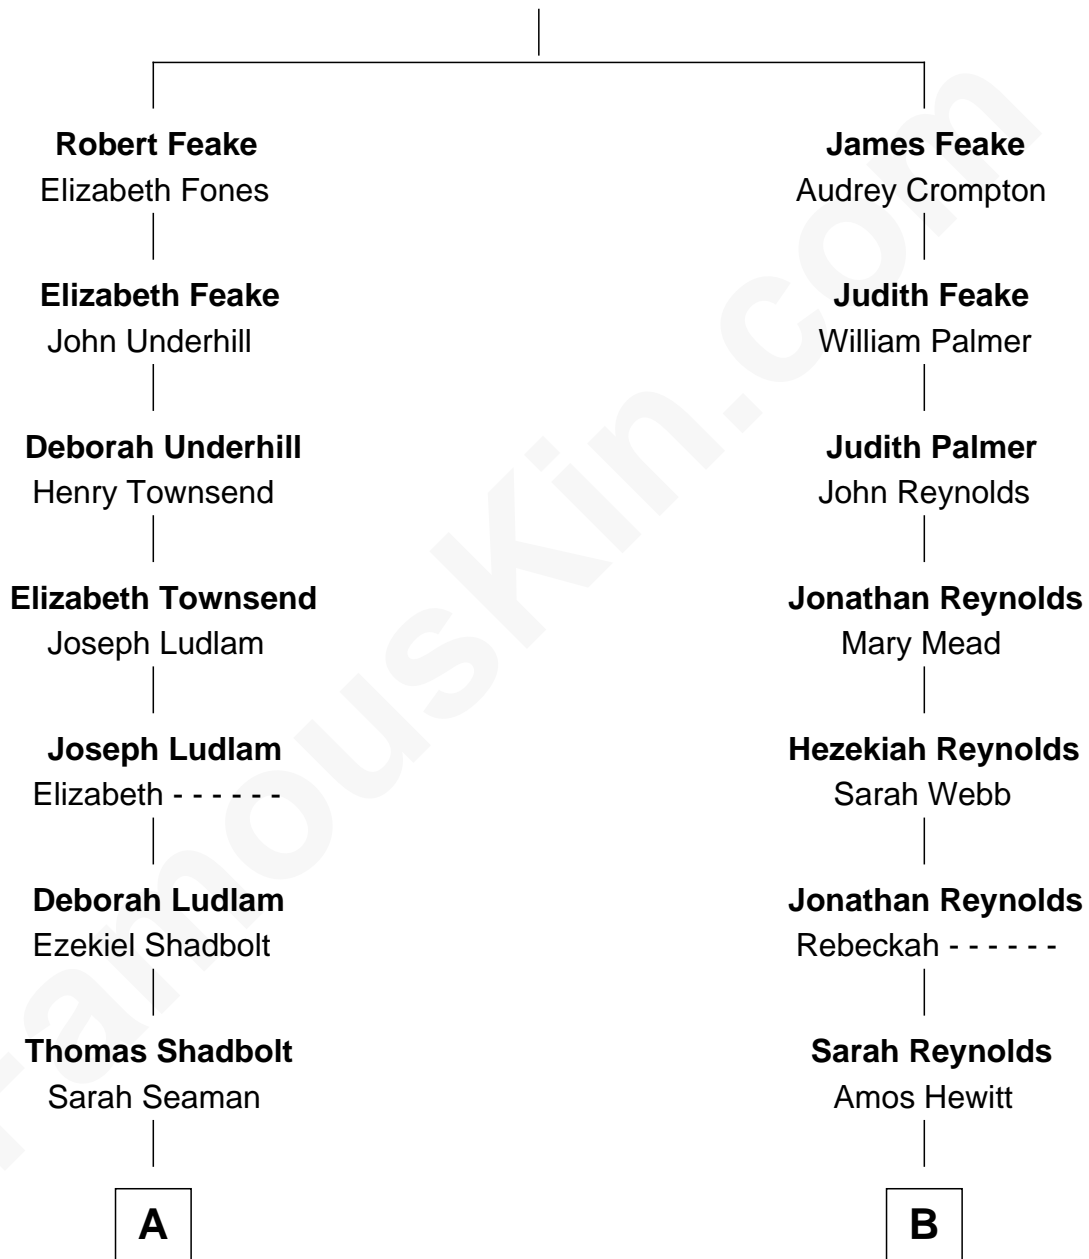 Robert Feake
Elizabeth Fones
Elizabeth Feake
John Underhill
Deborah Underhill
Henry Townsend
Elizabeth Townsend
Joseph Ludlam
Joseph Ludlam
Elizabeth - - - - - -
Deborah Ludlam
Ezekiel Shadbolt
Thomas Shadbolt
Sarah Seaman
A
James Feake
Audrey Crompton
Judith Feake
William Palmer
Judith Palmer
John Reynolds
Jonathan Reynolds
Mary Mead
Hezekiah Reynolds
Sarah Webb
Jonathan Reynolds
Rebeckah - - - - - -
Sarah Reynolds
Amos Hewitt
B
FamousKin.com